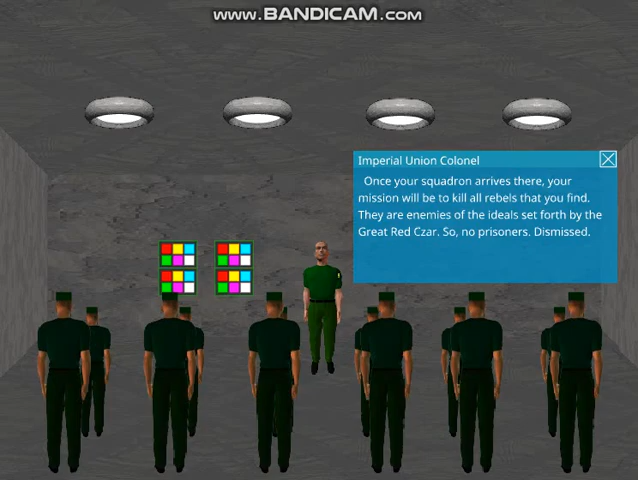 www.BANDICAM.com
Imperial Union Colonel
Once your squadron arrives there, your
mission will be to kill all rebels that you find.
They are enemies of the ideals set forth by the
Great Red Czar. So, no prisoners. Dismissed.